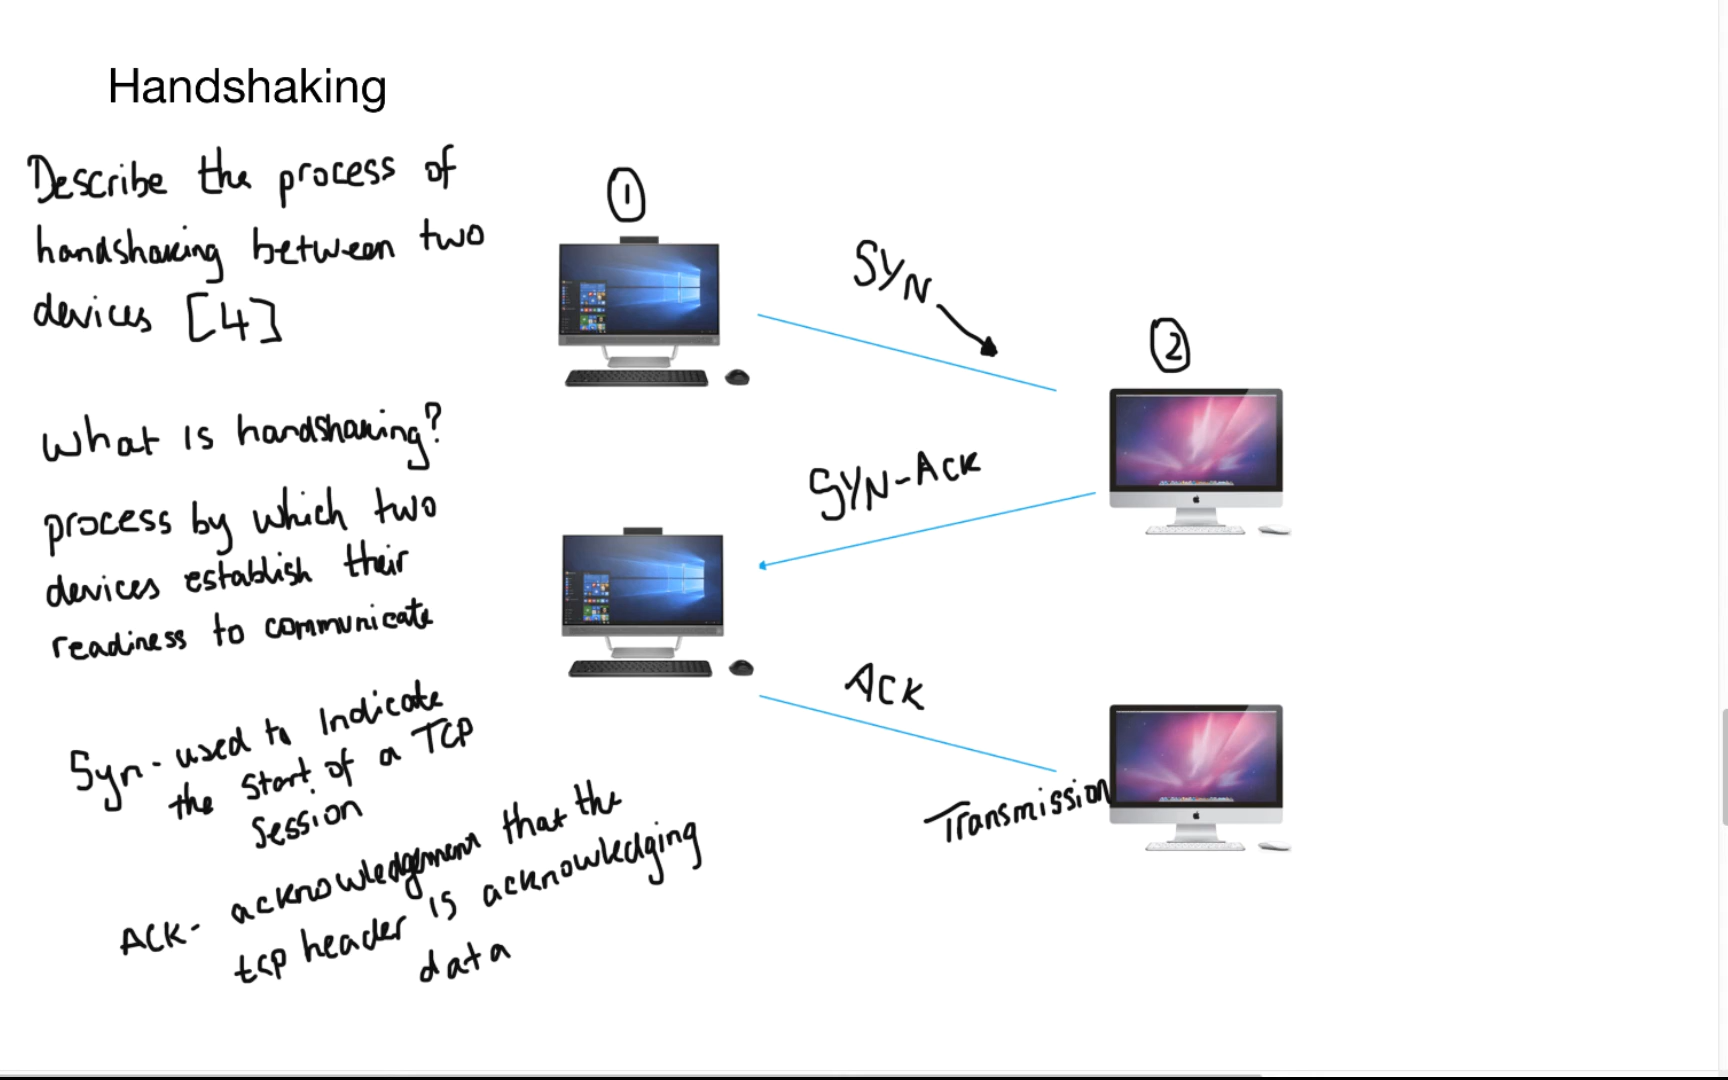 Handshaking
Describe the process of
handshaking between two
devices [4]
What is handshaking?
process by which two
devices establish their
readiness to communicate
Syn - used to Indicate
the start of a TCP
Session
ACK - acknowledgement that the
tcp header is acknowledging
data
1
SYN
2
SYN-ACK
ACK
Transmission